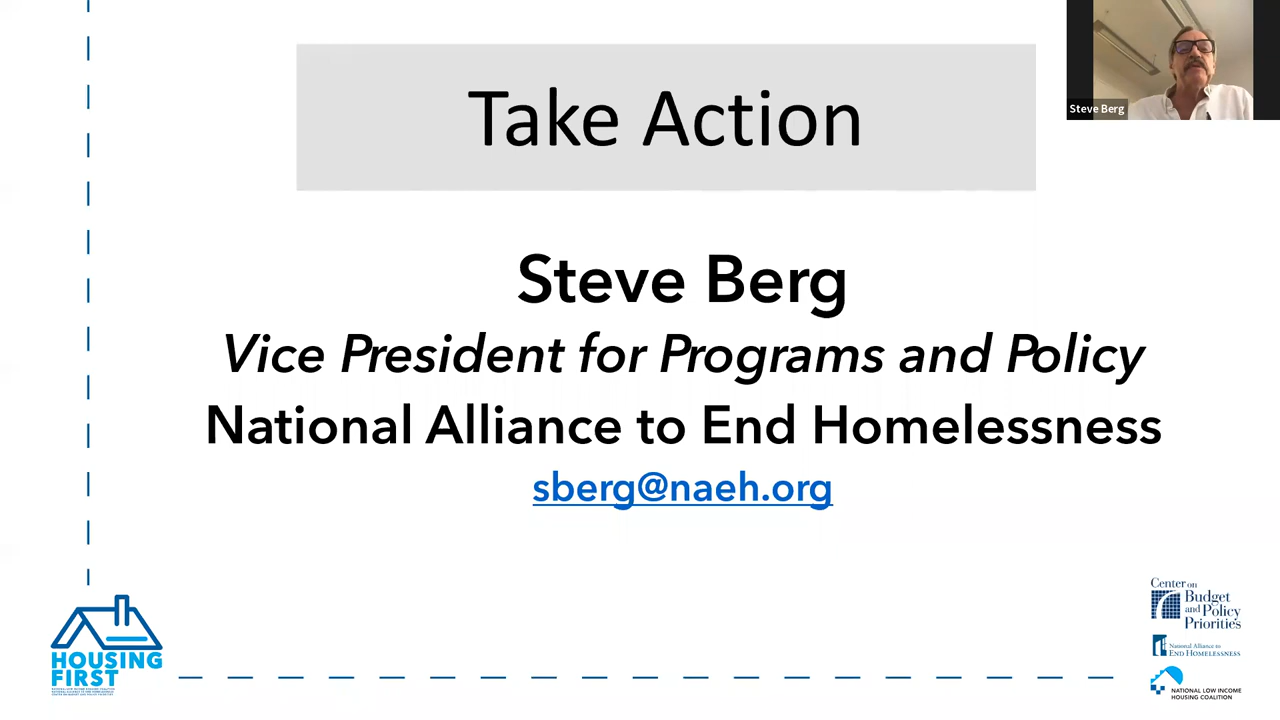 Take Action
Steve Berg
Steve Berg
Vice President for Programs and Policy
National Alliance to End Homelessness
sberg@naeh.org
HOUSING
FIRST
Center on
Budget
and Policy
Priorities
National Alliance to
END HOMELESSNESS
NATIONAL LOW INCOME
HOUSING COALITION